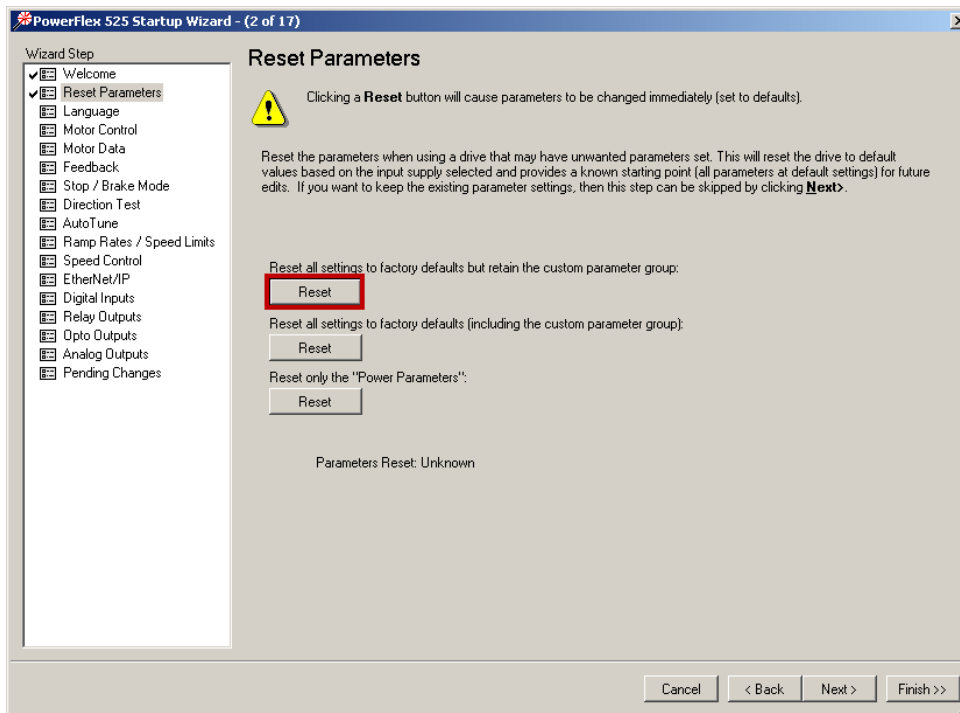 PowerFlex 525 Startup Wizard - (2 of 17)
Wizard Step
Welcome
Reset Parameters
Language
Motor Control
Motor Data
Feedback
Stop / Brake Mode
Direction Test
AutoTune
Ramp Rates / Speed Limits
Speed Control
EtherNet/IP
Digital Inputs
Relay Outputs
Opto Outputs
Analog Outputs
Pending Changes
Reset Parameters
Clicking a Reset button will cause parameters to be changed immediately (set to defaults).
Reset the parameters when using a drive that may have unwanted parameters set. This will reset the drive to default
values based on the input supply selected and provides a known starting point (all parameters at default settings) for future
edits. If you want to keep the existing parameter settings, then this step can be skipped by clicking Next>.
Reset all settings to factory defaults but retain the custom parameter group:
Reset
Reset all settings to factory defaults (including the custom parameter group):
Reset
Reset only the "Power Parameters":
Reset
Parameters Reset: Unknown
Cancel
< Back
Next >
Finish >>